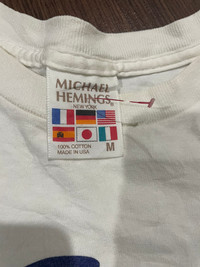 MICHAEL
HEMINGS
NEW YORK
100% COTTON
MADE IN USA
M